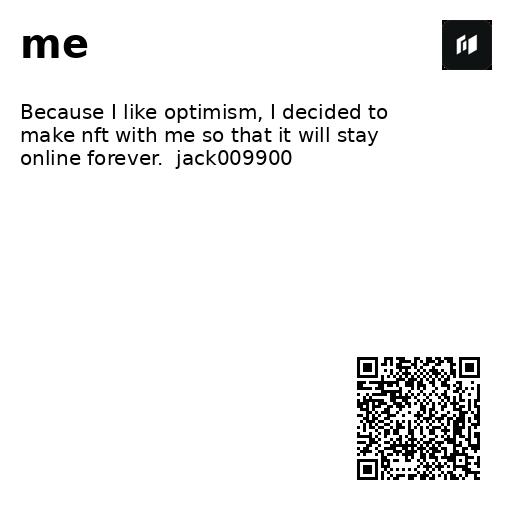 me
Because I like optimism, I decided to
make nft with me so that it will stay
online forever.  jack009900